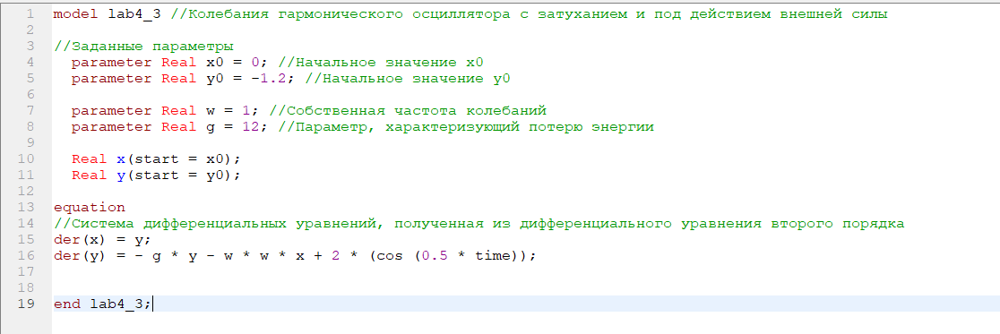 1 model lab4_3 //Колебания гармонического осциллятора с затуханием и под действием внешней силы
2
3 //Заданные параметры
4 parameter Real x0 = 0; //Начальное значение x0
5 parameter Real y0 = -1.2; //Начальное значение y0
6
7 parameter Real w = 1; //Собственная частота колебаний
8 parameter Real g = 12; //Параметр, характеризующий потерю энергии
9
10 Real x(start = x0);
11 Real y(start = y0);
12
13 equation
14 //Система дифференциальных уравнений, полученная из дифференциального уравнения второго порядка
15 der(x) = y;
16 der(y) = - g * y - w * w * x + 2 * (cos (0.5 * time));
17
18
19 end lab4_3;